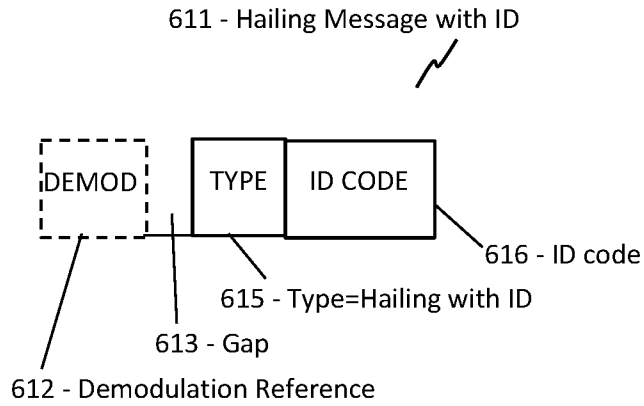 611 - Hailing Message with ID
DEMOD
TYPE
ID CODE
616 - ID code
615 - Type=Hailing with ID
613 - Gap
612 - Demodulation Reference